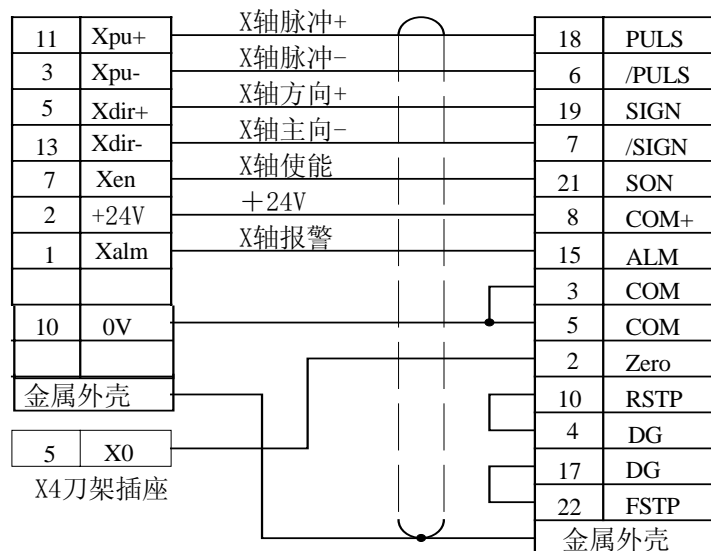 11 Xpu+ X轴脉冲+ 18 PULS
3 Xpu- X轴脉冲- 6 /PULS
5 Xdir+ X轴方向+ 19 SIGN
13 Xdir- X轴主向- 7 /SIGN
7 Xen X轴使能 21 SON
2 +24V +24V 8 COM+
1 Xalm X轴报警 15 ALM
3 COM
10 0V 5 COM
2 Zero
金属外壳 10 RSTP
4 DG
5 X0 17 DG
X4刀架插座 22 FSTP
金属外壳